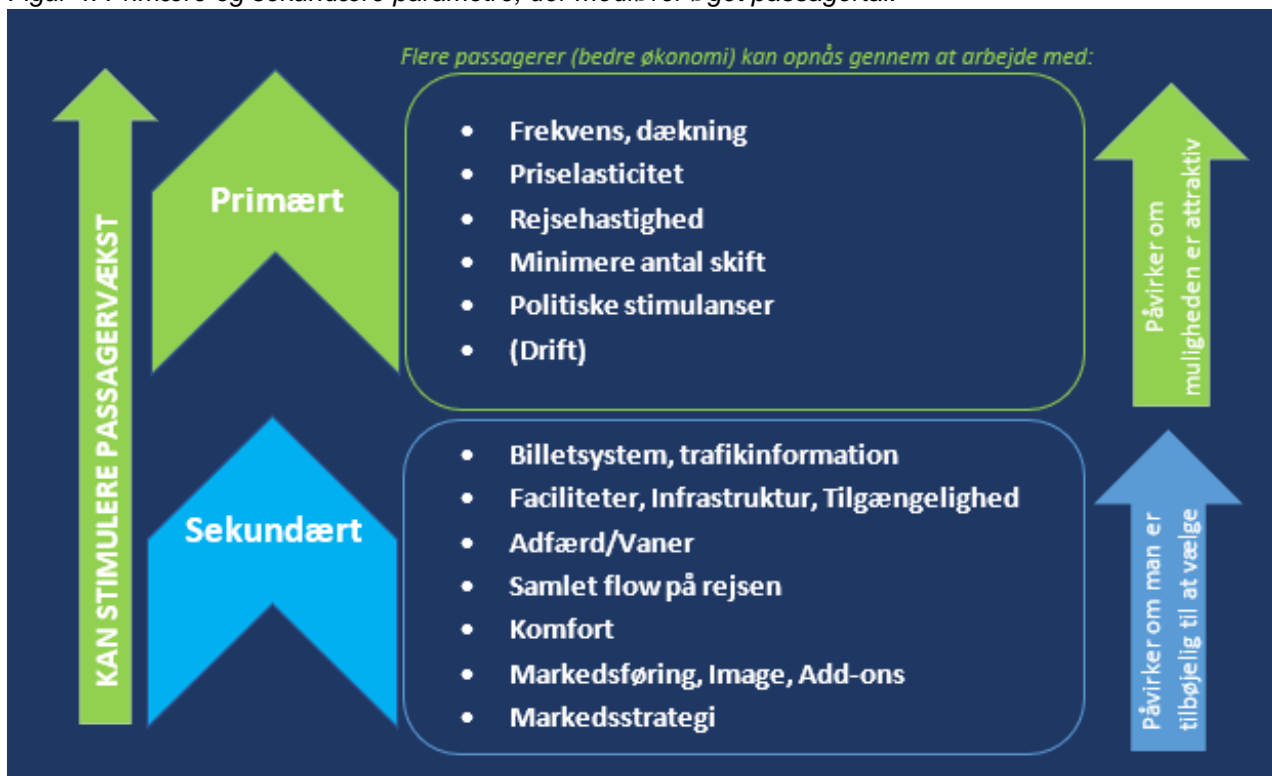 Flere passagerer (bedre økonomi) kan opnås gennem at arbejde med:
KAN STIMULERE PASSAGERVÆKST
Primært
• Frekvens, dækning
• Priselasticitet
• Rejsehastighed
• Minimere antal skift
• Politiske stimulanser
• (Drift)
Påvirker om
muligheden er attraktiv
Sekundært
• Billetsystem, trafikinformation
• Faciliteter, Infrastruktur, Tilgængelighed
• Adfærd/Vaner
• Samlet flow på rejsen
• Komfort
• Markedsføring, Image, Add-ons
• Markedsstrategi
Påvirker om man er
tilbøjelig til at vælge